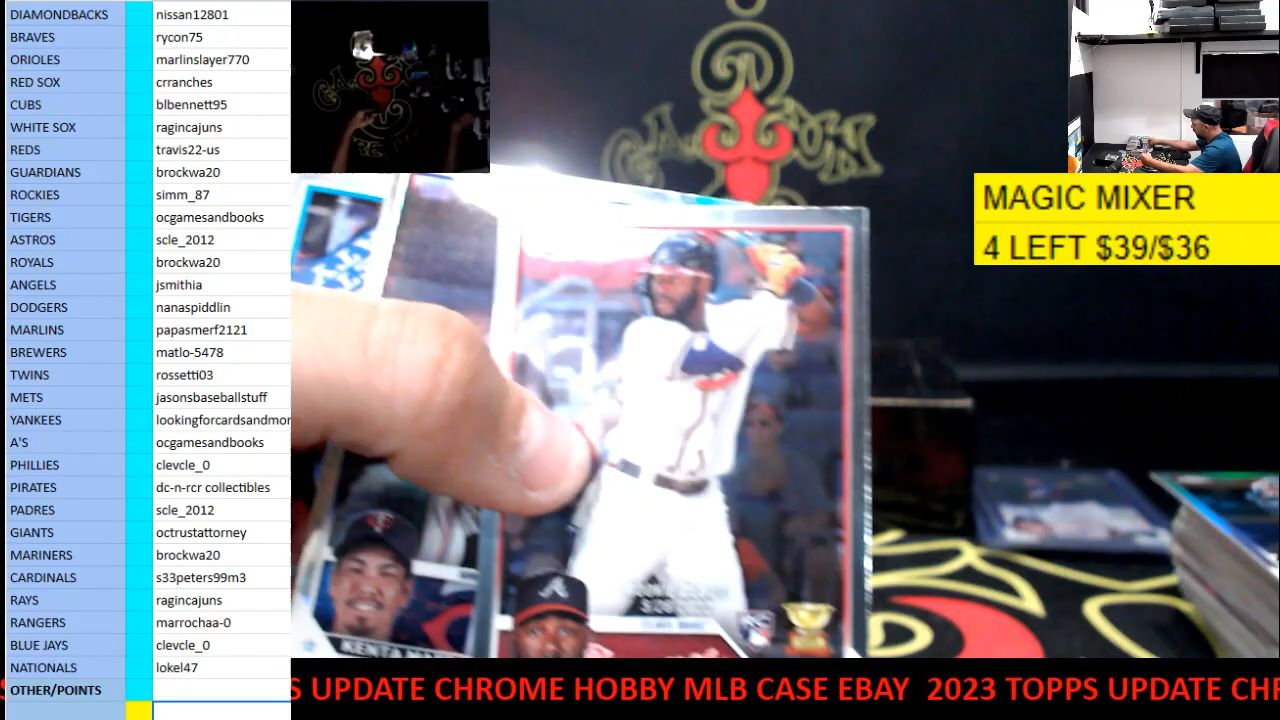 DIAMONDBACKS nissan12801
BRAVES rycon75
ORIOLES marlinslayer770
RED SOX crranches
CUBS blbennett95
WHITE SOX ragincajuns
REDS travis22-us
GUARDIANS brockwa20
ROCKIES simm_87
TIGERS ocgamesandbooks
ASTROS scle_2012
ROYALS brockwa20
ANGELS jsmithia
DODGERS nanaspiddlin
MARLINS papasmerf2121
BREWERS matlo-5478
TWINS rossetti03
METS jasonsbaseballstuff
YANKEES lookingforcardsandmor
A'S ocgamesandbooks
PHILLIES clevcle_0
PIRATES dc-n-rcr collectibles
PADRES scle_2012
GIANTS octrustattorney
MARINERS brockwa20
CARDINALS s33peters99m3
RAYS ragincajuns
RANGERS marrochaa-0
BLUE JAYS clevcle_0
NATIONALS lokel47
OTHER/POINTS
MAGIC MIXER
4 LEFT $39/$36
KENTA
RC
S UPDATE CHROME HOBBY MLB CASE EBAY 2023 TOPPS UPDATE CHR